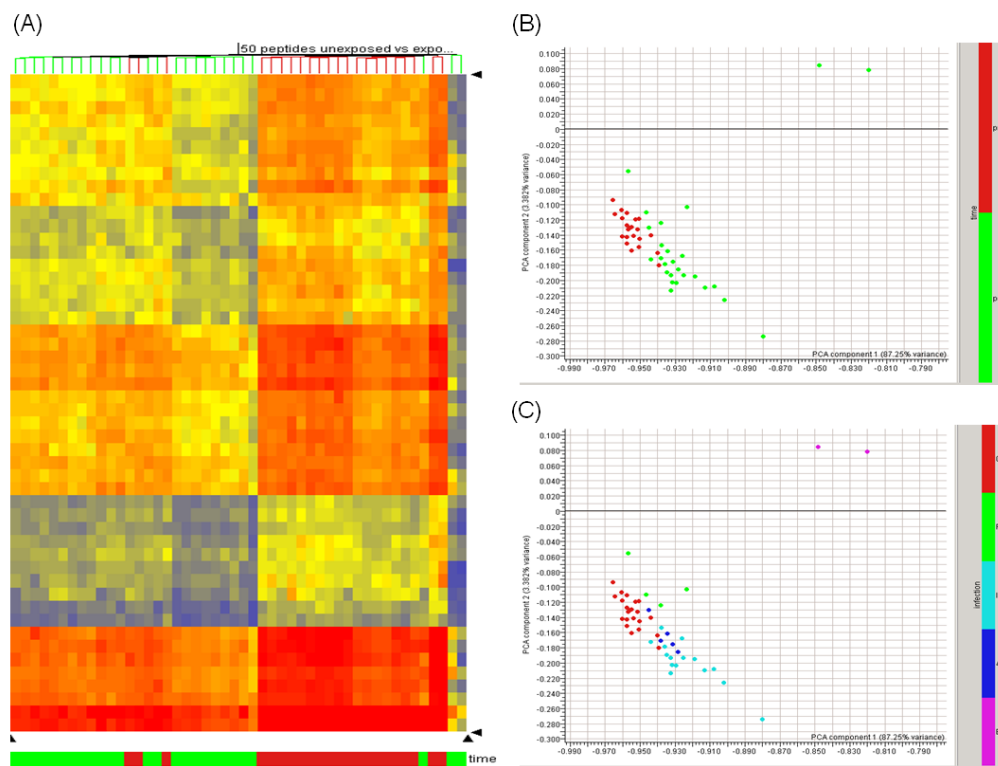 (A)
|50 peptides unexposed vs expo...
time
(B)
0.100
0.080
0.060
0.040
0.020
0
-0.020
-0.040
-0.060
-0.080
-0.100
-0.120
-0.140
-0.160
-0.180
-0.200
-0.220
-0.240
-0.260
-0.280
-0.300
PCA component 2 (3.382% variance)
PCA component 1 (87.25% variance)
-0.990 -0.970 -0.950 -0.930 -0.910 -0.890 -0.870 -0.850 -0.830 -0.810 -0.790
time
p
p
(C)
0.100
0.080
0.060
0.040
0.020
0
-0.020
-0.040
-0.060
-0.080
-0.100
-0.120
-0.140
-0.160
-0.180
-0.200
-0.220
-0.240
-0.260
-0.280
-0.300
PCA component 2 (3.382% variance)
PCA component 1 (87.25% variance)
-0.990 -0.970 -0.950 -0.930 -0.910 -0.890 -0.870 -0.850 -0.830 -0.810 -0.790
infection